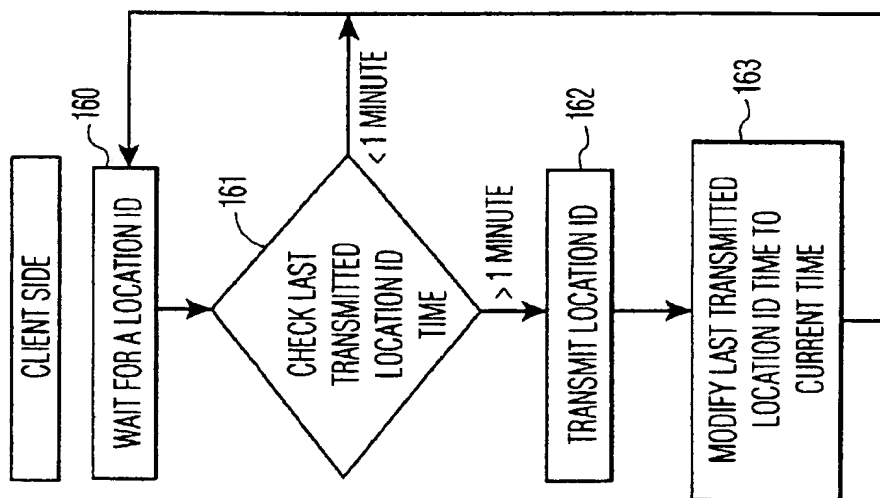 CLIENT SIDE
160
WAIT FOR A LOCATION ID
161
CHECK LAST
TRANSMITTED
LOCATION ID
TIME
< 1 MINUTE
> 1 MINUTE
162
TRANSMIT LOCATION ID
163
MODIFY LAST TRANSMITTED
LOCATION ID TIME TO
CURRENT TIME